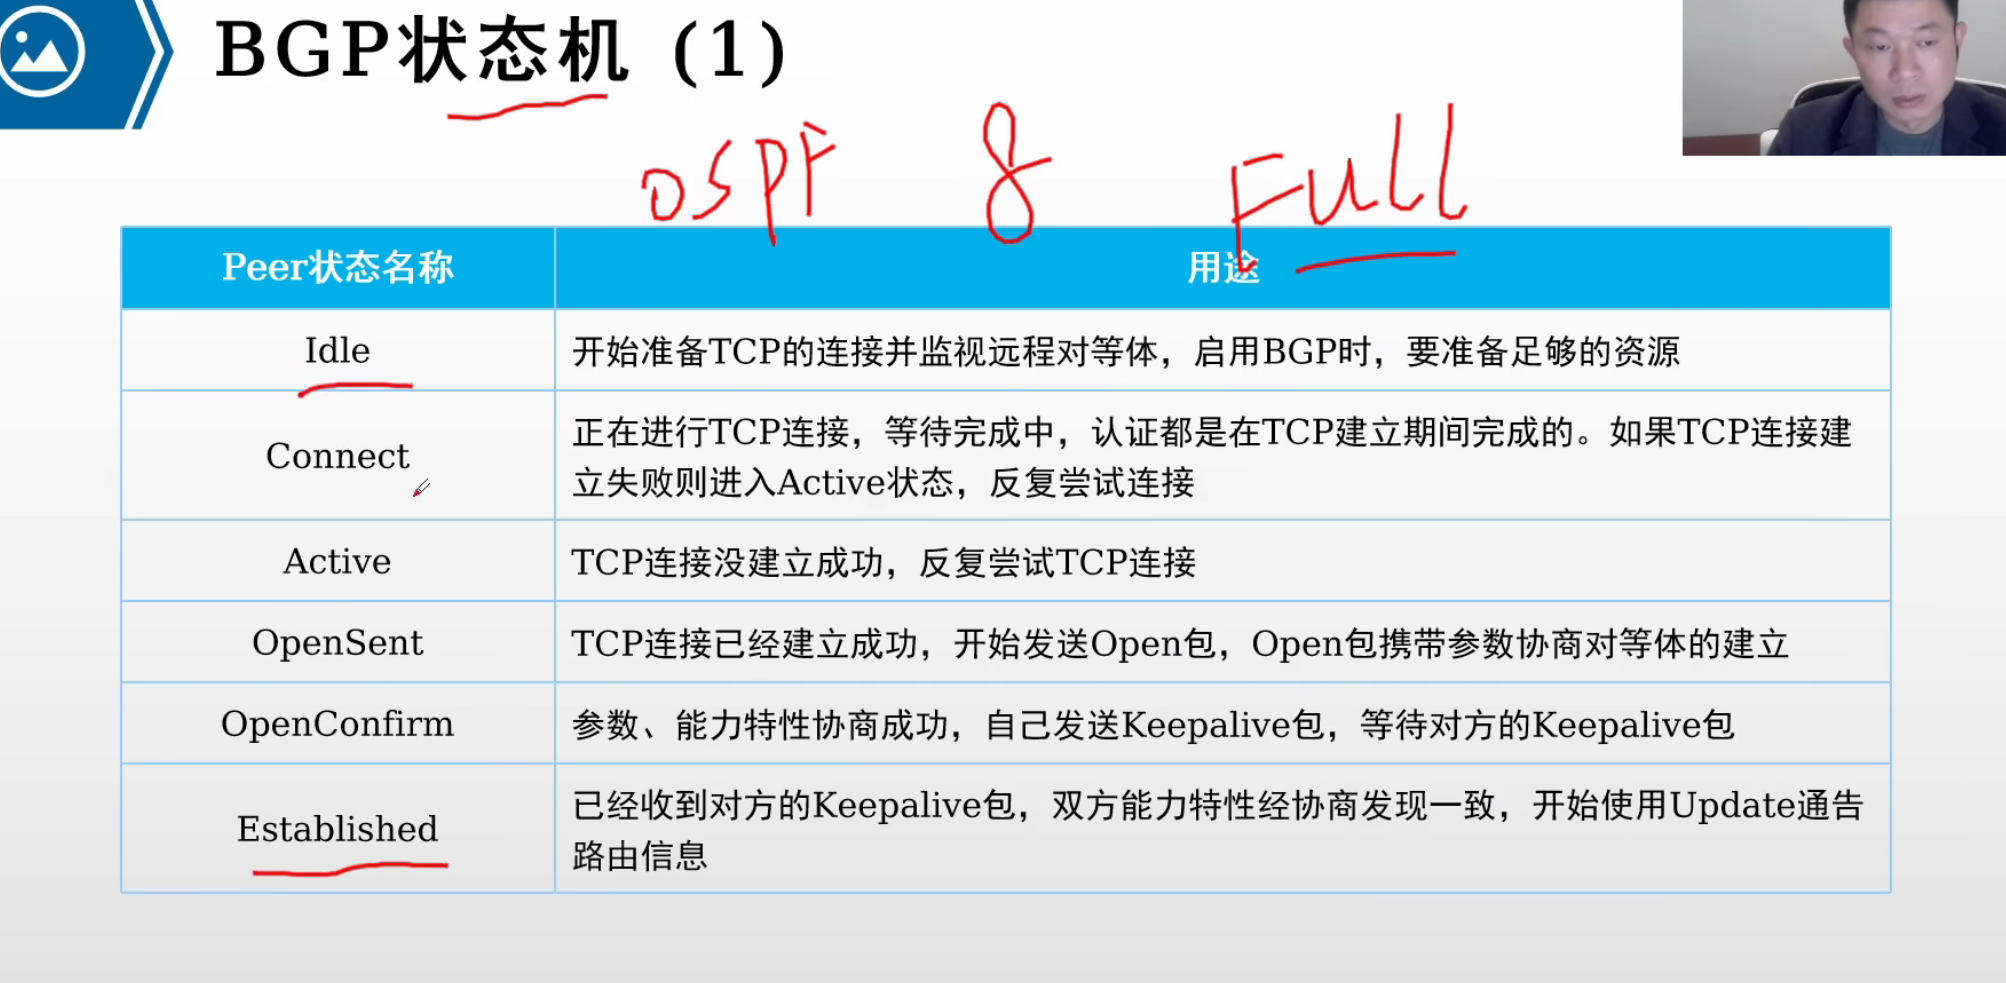 BGP状态机 (1)
OSPF 8 Full
Peer状态名称 用途
Idle 开始准备TCP的连接并监视远程对等体，启用BGP时，要准备足够的资源
Connect 正在进行TCP连接，等待完成中，认证都是在TCP建立期间完成的。如果TCP连接建
立失败则进入Active状态，反复尝试连接
Active TCP连接没建立成功，反复尝试TCP连接
OpenSent TCP连接已经建立成功，开始发送Open包，Open包携带参数协商对等体的建立
OpenConfirm 参数、能力特性协商成功，自己发送Keepalive包，等待对方的Keepalive包
Established 已经收到对方的Keepalive包，双方能力特性经协商发现一致，开始使用Update通告
路由信息